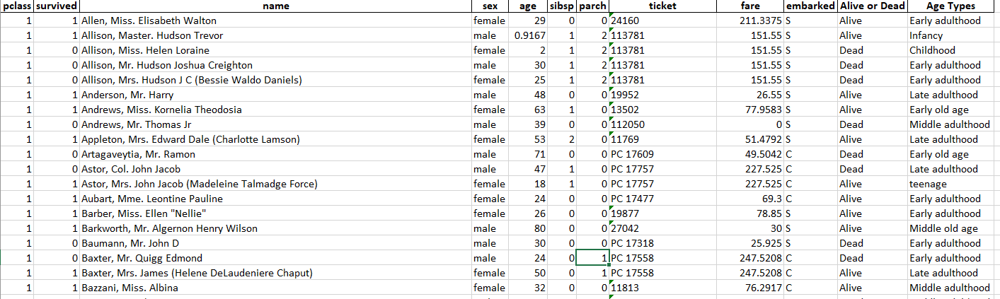 pclass survived name sex age sibsp parch ticket fare embarked Alive or Dead Age Types
1 1 Allen, Miss. Elisabeth Walton female 29 0 0 24160 211.3375 S Alive Early adulthood
1 1 Allison, Master. Hudson Trevor male 0.9167 1 2 113781 151.55 S Alive Infancy
1 0 Allison, Miss. Helen Loraine female 2 1 2 113781 151.55 S Dead Childhood
1 0 Allison, Mr. Hudson Joshua Creighton male 30 1 2 113781 151.55 S Dead Early adulthood
1 0 Allison, Mrs. Hudson J C (Bessie Waldo Daniels) female 25 1 2 113781 151.55 S Dead Early adulthood
1 1 Anderson, Mr. Harry male 48 0 0 19952 26.55 S Alive Late adulthood
1 1 Andrews, Miss. Kornelia Theodosia female 63 1 0 13502 77.9583 S Alive Early old age
1 0 Andrews, Mr. Thomas Jr male 39 0 0 112050 0 S Dead Middle adulthood
1 1 Appleton, Mrs. Edward Dale (Charlotte Lamson) female 53 2 0 11769 51.4792 S Alive Late adulthood
1 0 Artagaveytia, Mr. Ramon male 71 0 0 PC 17609 49.5042 C Dead Early old age
1 0 Astor, Col. John Jacob male 47 1 0 PC 17757 227.525 C Dead Late adulthood
1 1 Astor, Mrs. John Jacob (Madeleine Talmadge Force) female 18 1 0 PC 17757 227.525 C Alive teenage
1 1 Aubart, Mme. Leontine Pauline female 24 0 0 PC 17477 69.3 C Alive Early adulthood
1 1 Barber, Miss. Ellen "Nellie" female 26 0 0 19877 78.85 S Alive Early adulthood
1 1 Barkworth, Mr. Algernon Henry Wilson male 80 0 0 27042 30 S Alive Middle old age
1 0 Baumann, Mr. John D male 30 0 0 PC 17318 25.925 S Dead Early adulthood
1 0 Baxter, Mr. Quigg Edmond male 24 0 1 PC 17558 247.5208 C Dead Early adulthood
1 1 Baxter, Mrs. James (Helene DeLaudeniere Chaput) female 50 0 1 PC 17558 247.5208 C Alive Late adulthood
1 1 Bazzani, Miss. Albina female 32 0 0 11813 76.2917 C Alive Middle adulthood